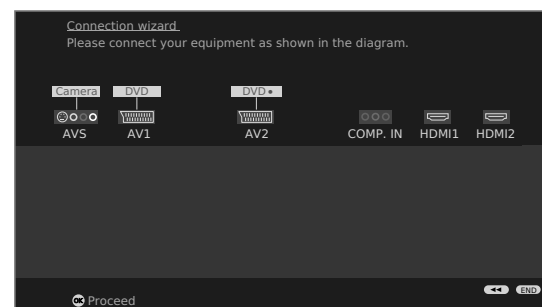 Connection wizard
Please connect your equipment as shown in the diagram.
Camera DVD DVD •
AVS AV1 AV2 COMP. IN HDMI1 HDMI2
OK Proceed
END